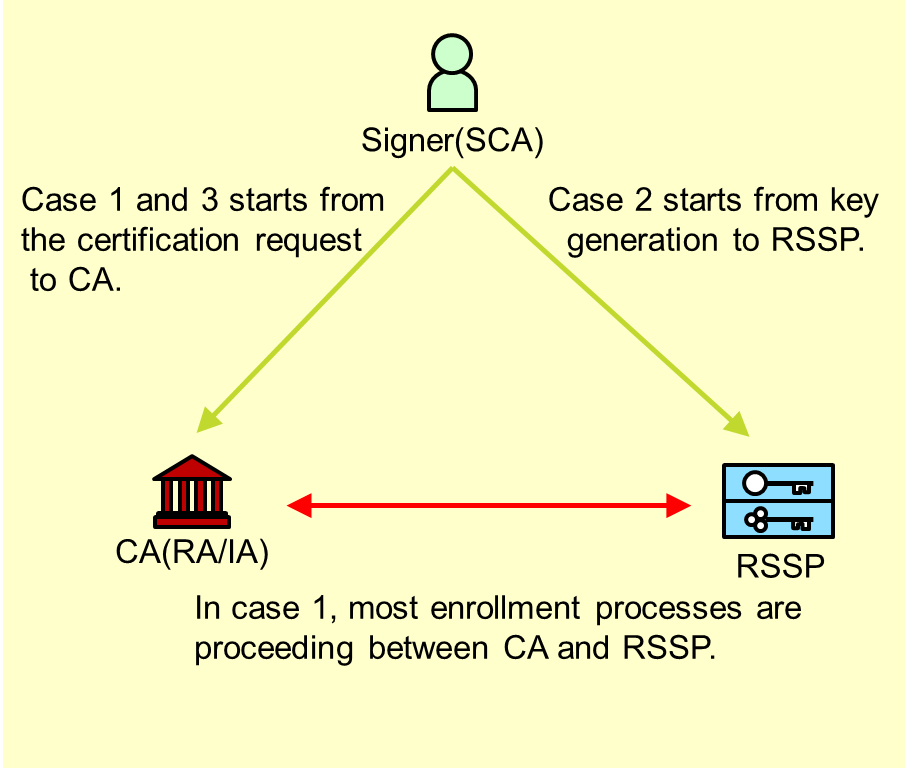 Signer(SCA)
Case 1 and 3 starts from
the certification request
to CA.
Case 2 starts from key
generation to RSSP.
CA(RA/IA)
RSSP
In case 1, most enrollment processes are
proceeding between CA and RSSP.